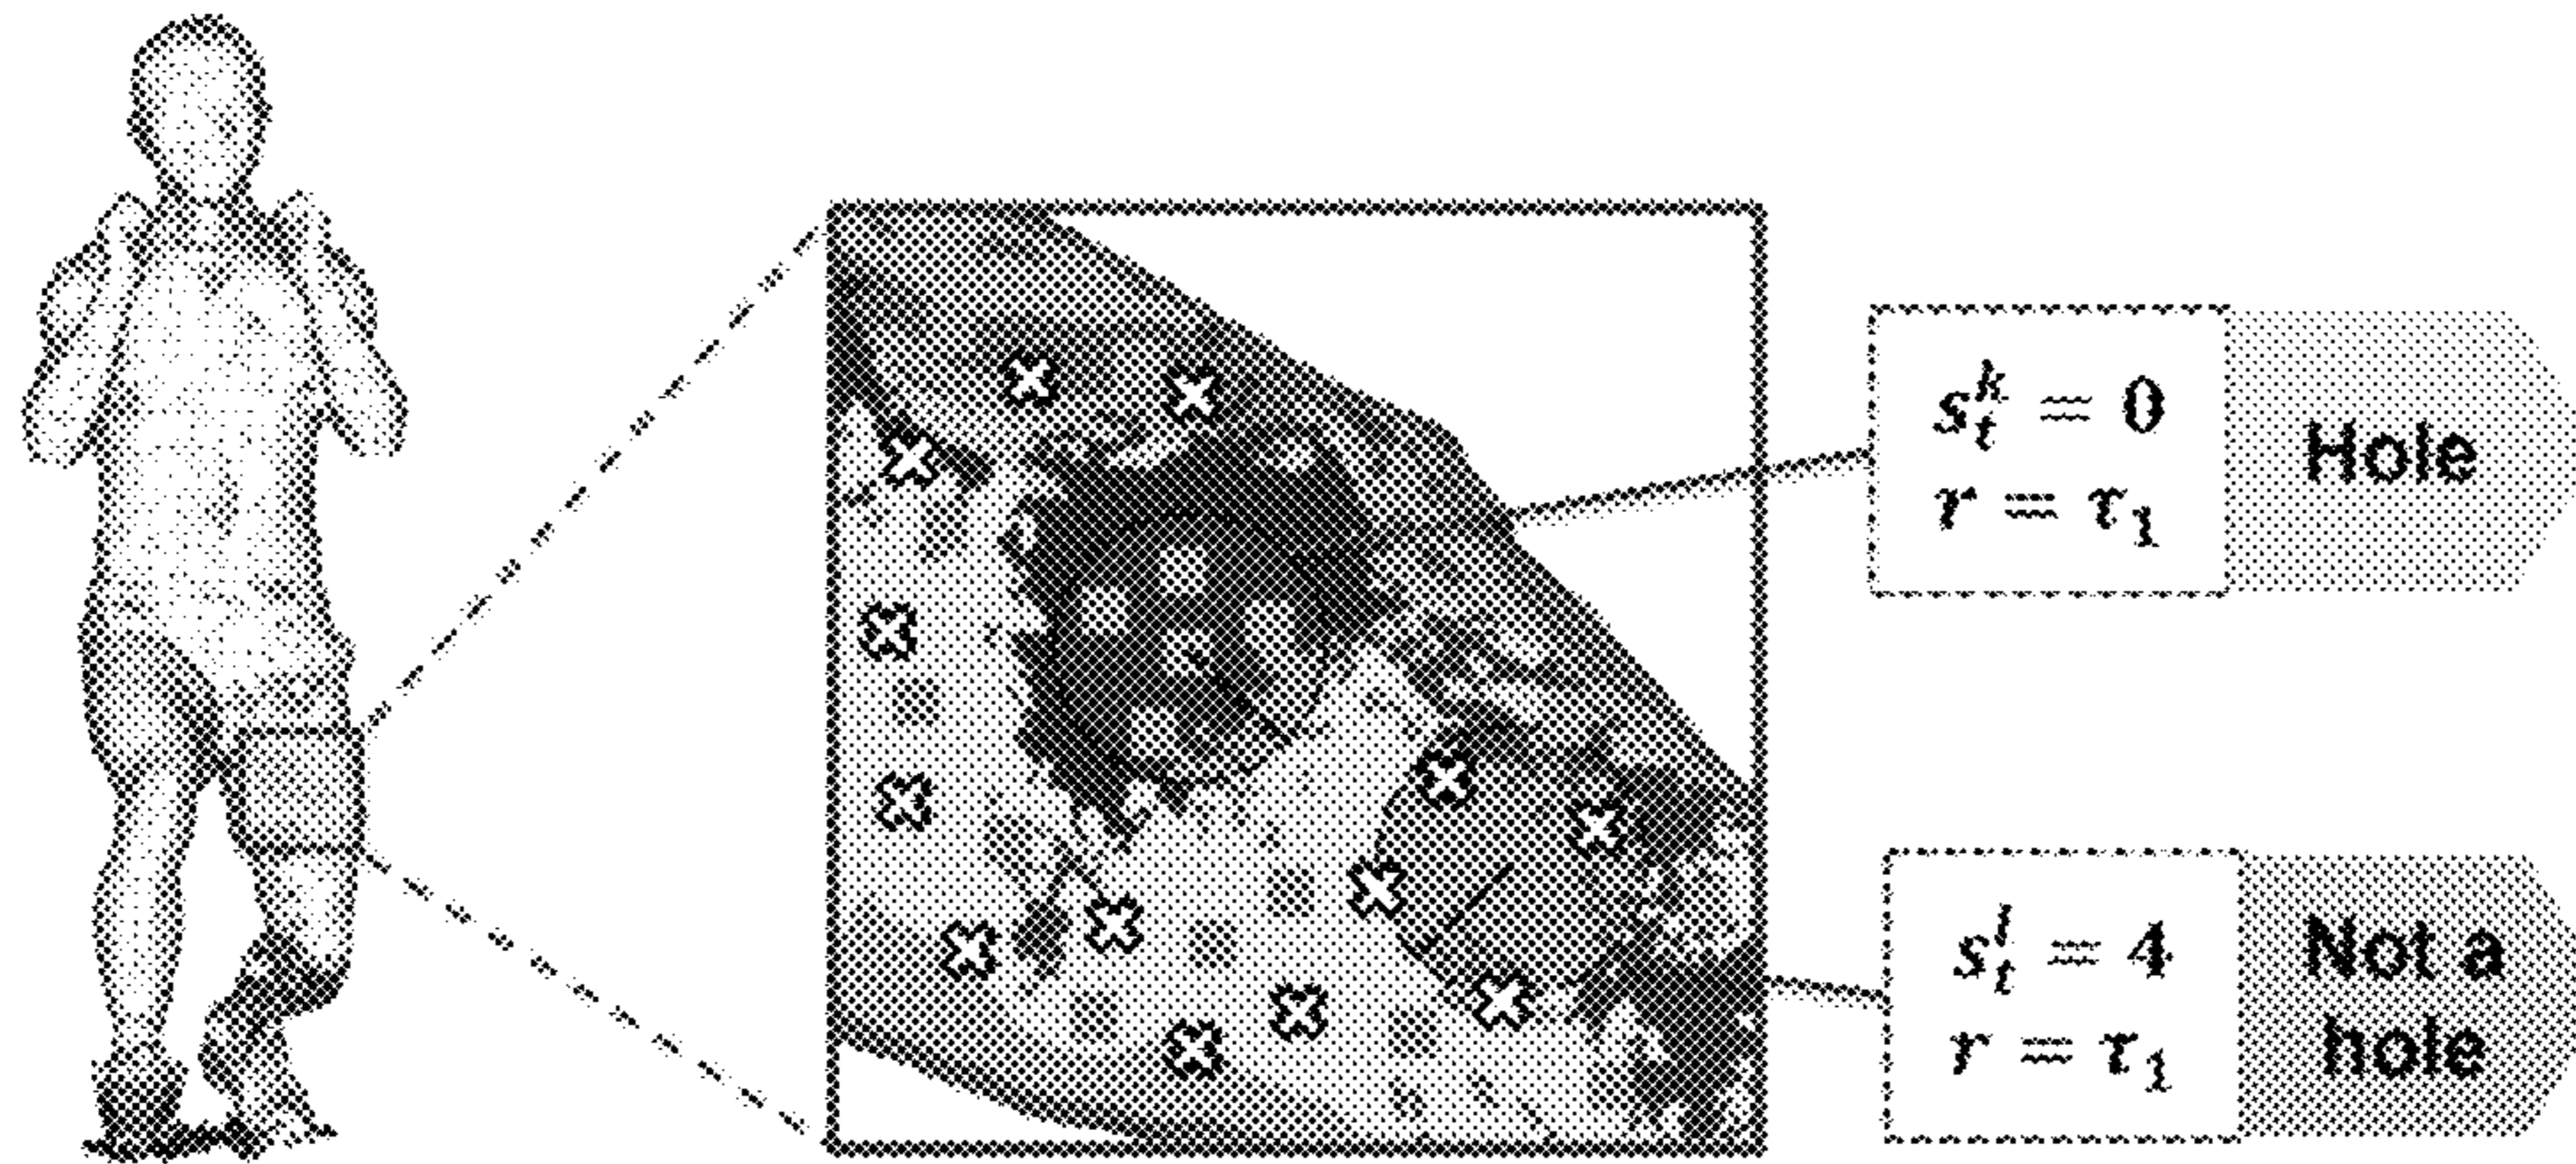 s_t^k = 0
r = τ_1
Hole
s_t^l = 4
r = τ_1
Not a
hole